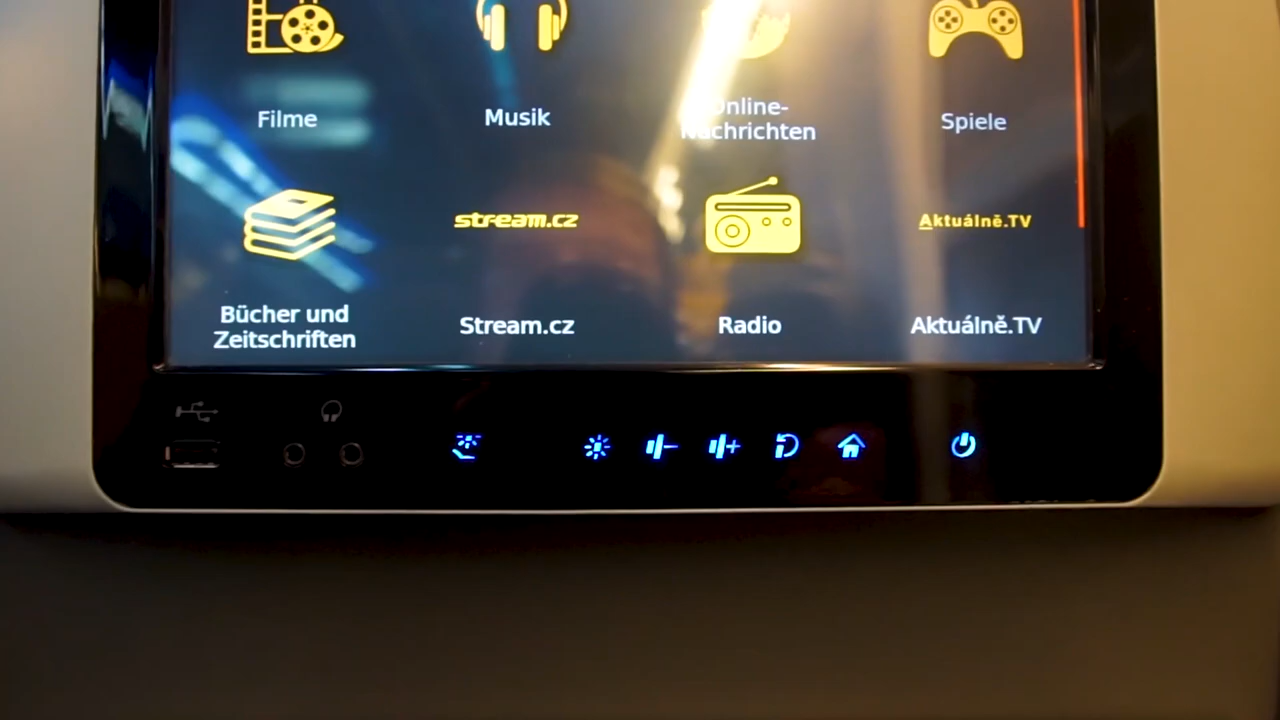 Filme
Musik
Online-
Nachrichten
Spiele
stream.cz
Aktuálně.TV
Bücher und
Zeitschriften
Stream.cz
Radio
Aktuálně.TV